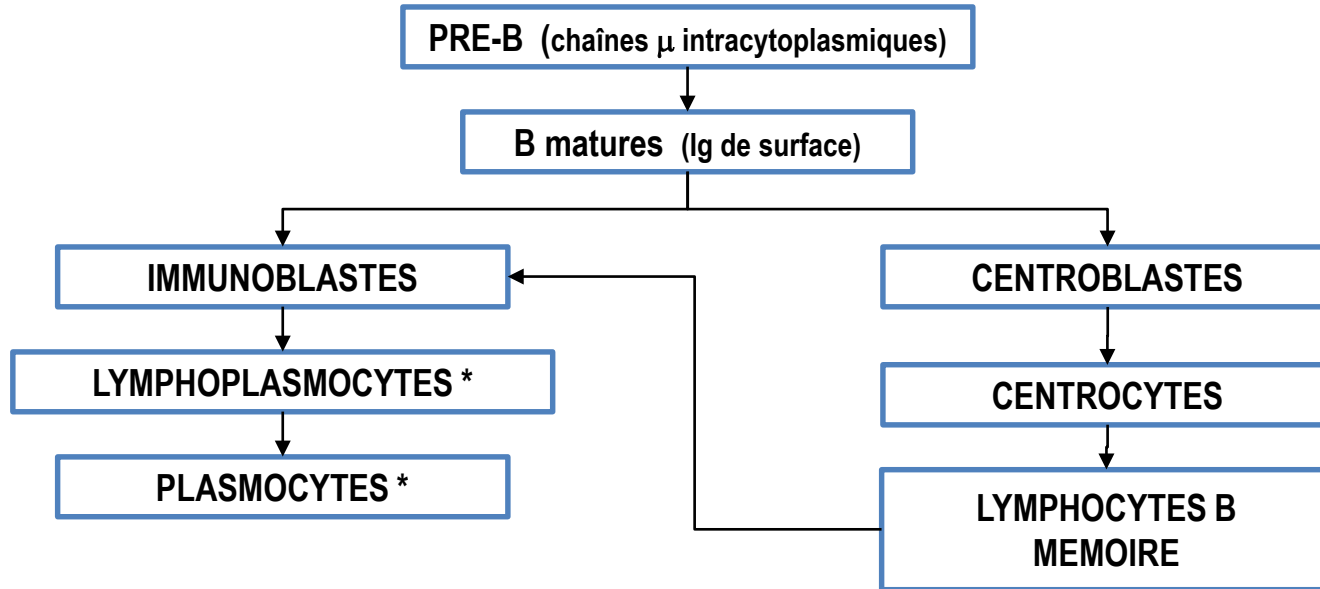 PRE-B (chaînes μ intracytoplasmiques)
B matures (Ig de surface)
IMMUNOBLASTES
CENTROBLASTES
LYMPHOPLASMOCYTES *
CENTROCYTES
PLASMOCYTES *
LYMPHOCYTES B
MEMOIRE